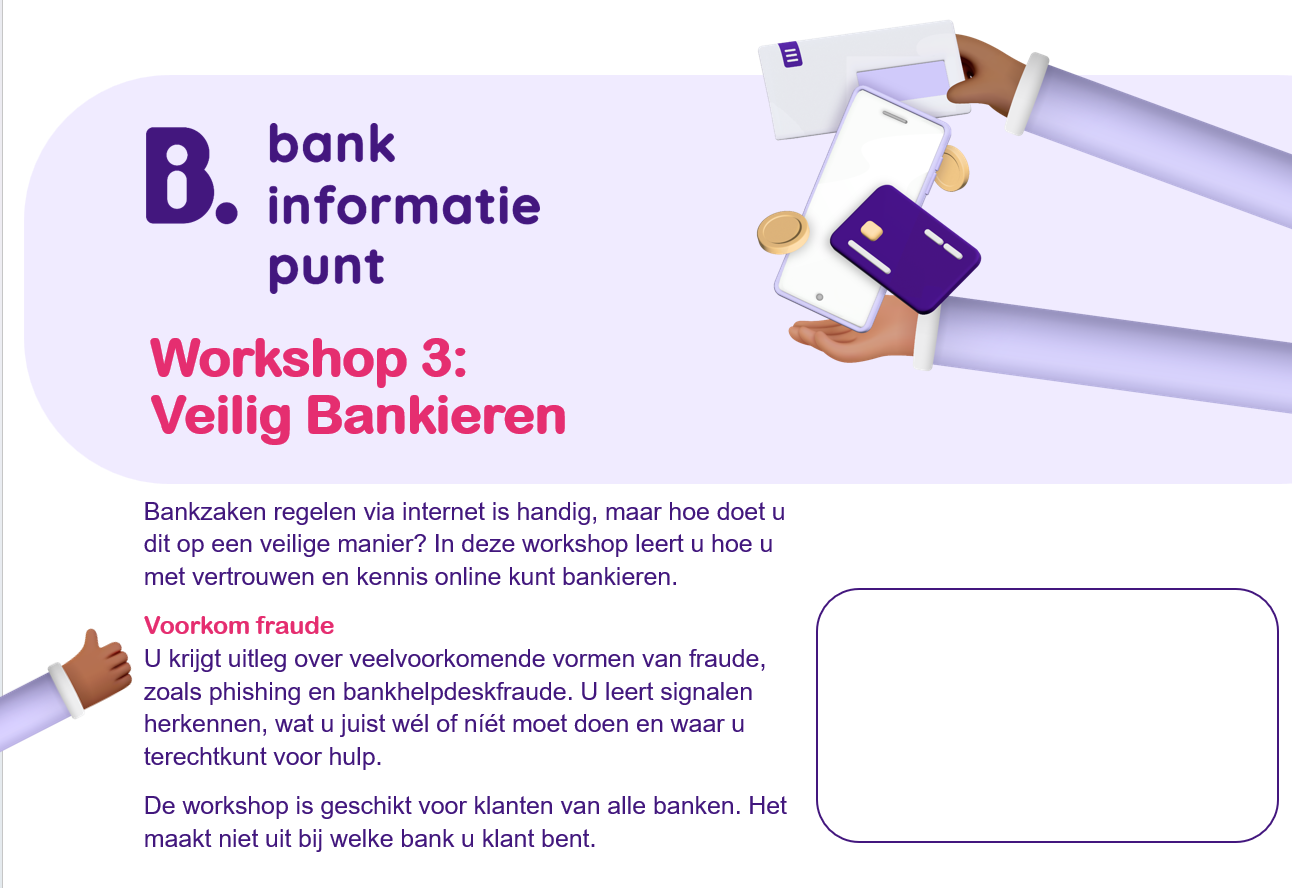 B.
bank
informatie
punt
Workshop 3:
Veilig Bankieren
Bankzaken regelen via internet is handig, maar hoe doet u
dit op een veilige manier? In deze workshop leert u hoe u
met vertrouwen en kennis online kunt bankieren.
Voorkom fraude
U krijgt uitleg over veelvoorkomende vormen van fraude,
zoals phishing en bankhelpdeskfraude. U leert signalen
herkennen, wat u juist wél of níét moet doen en waar u
terechtkunt voor hulp.
De workshop is geschikt voor klanten van alle banken. Het
maakt niet uit bij welke bank u klant bent.